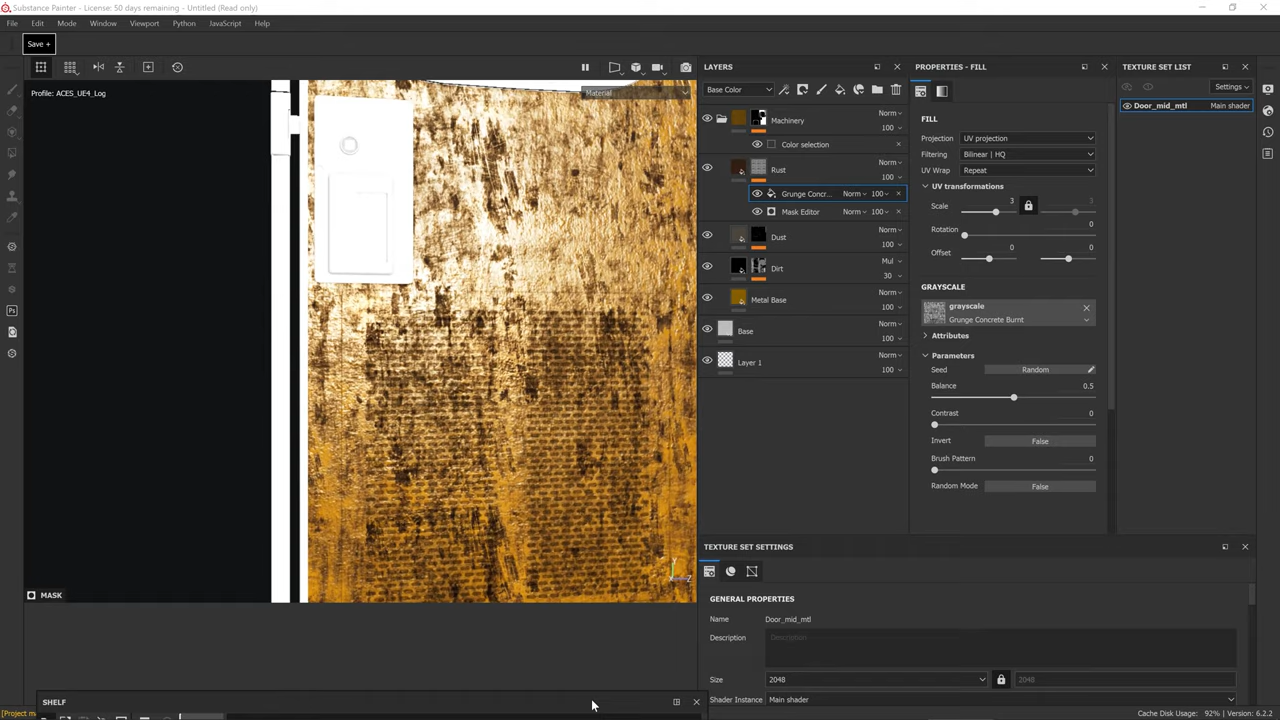 Substance Painter - License: 50 days remaining - Untitled (Read only)
File Edit Mode Window Viewport Python JavaScript Help
Save +
Profile: ACES_UE4_Log
Material
MASK
SHELF
LAYERS
Base Color
Machinery Norm 100
Color selection
Rust Norm 100
Grunge Concr... Norm 100
Mask Editor Norm 100
Dust Norm 100
Dirt Mul 30
Metal Base Norm 100
Base Norm 100
Layer 1 Norm 100
PROPERTIES - FILL
FILL
Projection UV projection
Filtering Bilinear | HQ
UV Wrap Repeat
UV transformations
Scale 3 3
Rotation 0
Offset 0 0
GRAYSCALE
grayscale
Grunge Concrete Burnt
Attributes
Parameters
Seed Random
Balance 0.5
Contrast 0
Invert False
Brush Pattern 0
Random Mode False
TEXTURE SET LIST
Settings
Door_mid_mtl Main shader
TEXTURE SET SETTINGS
GENERAL PROPERTIES
Name Door_mid_mtl
Description Description
Size 2048 2048
Shader Instance Main shader
[Project m
Cache Disk Usage: 92% | Version: 6.2.2